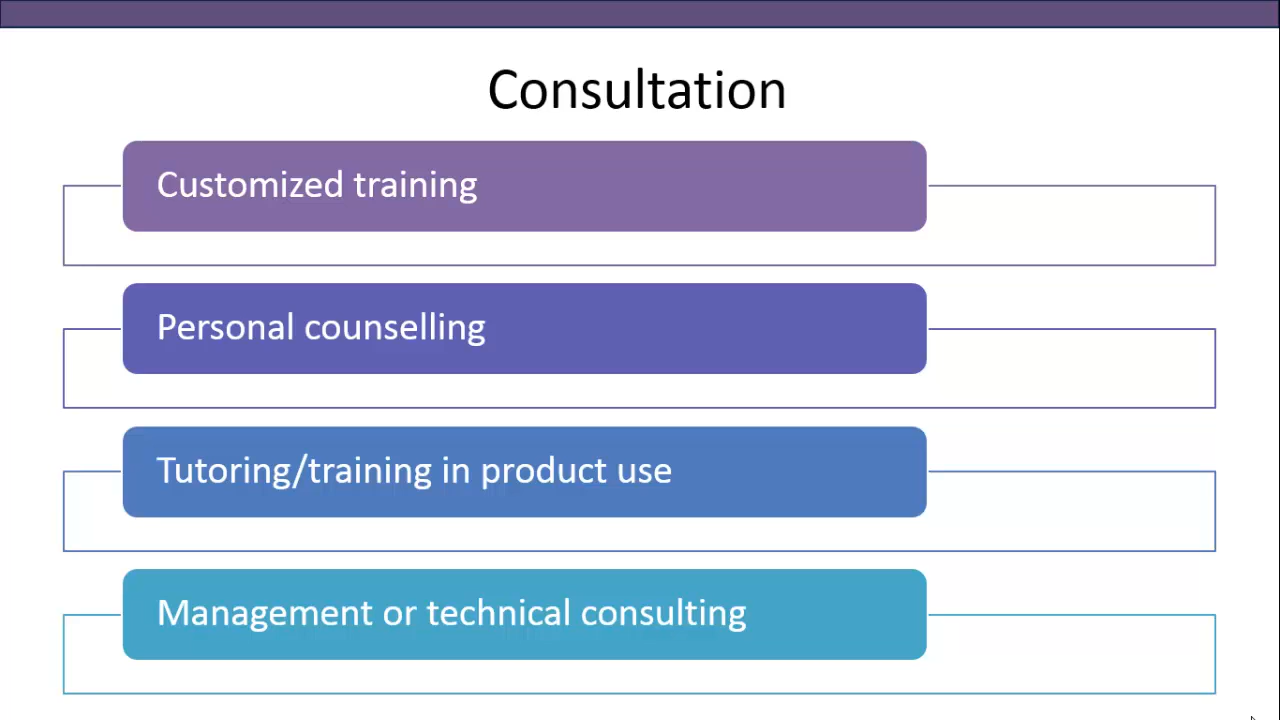 Consultation
Customized training
Personal counselling
Tutoring/training in product use
Management or technical consulting